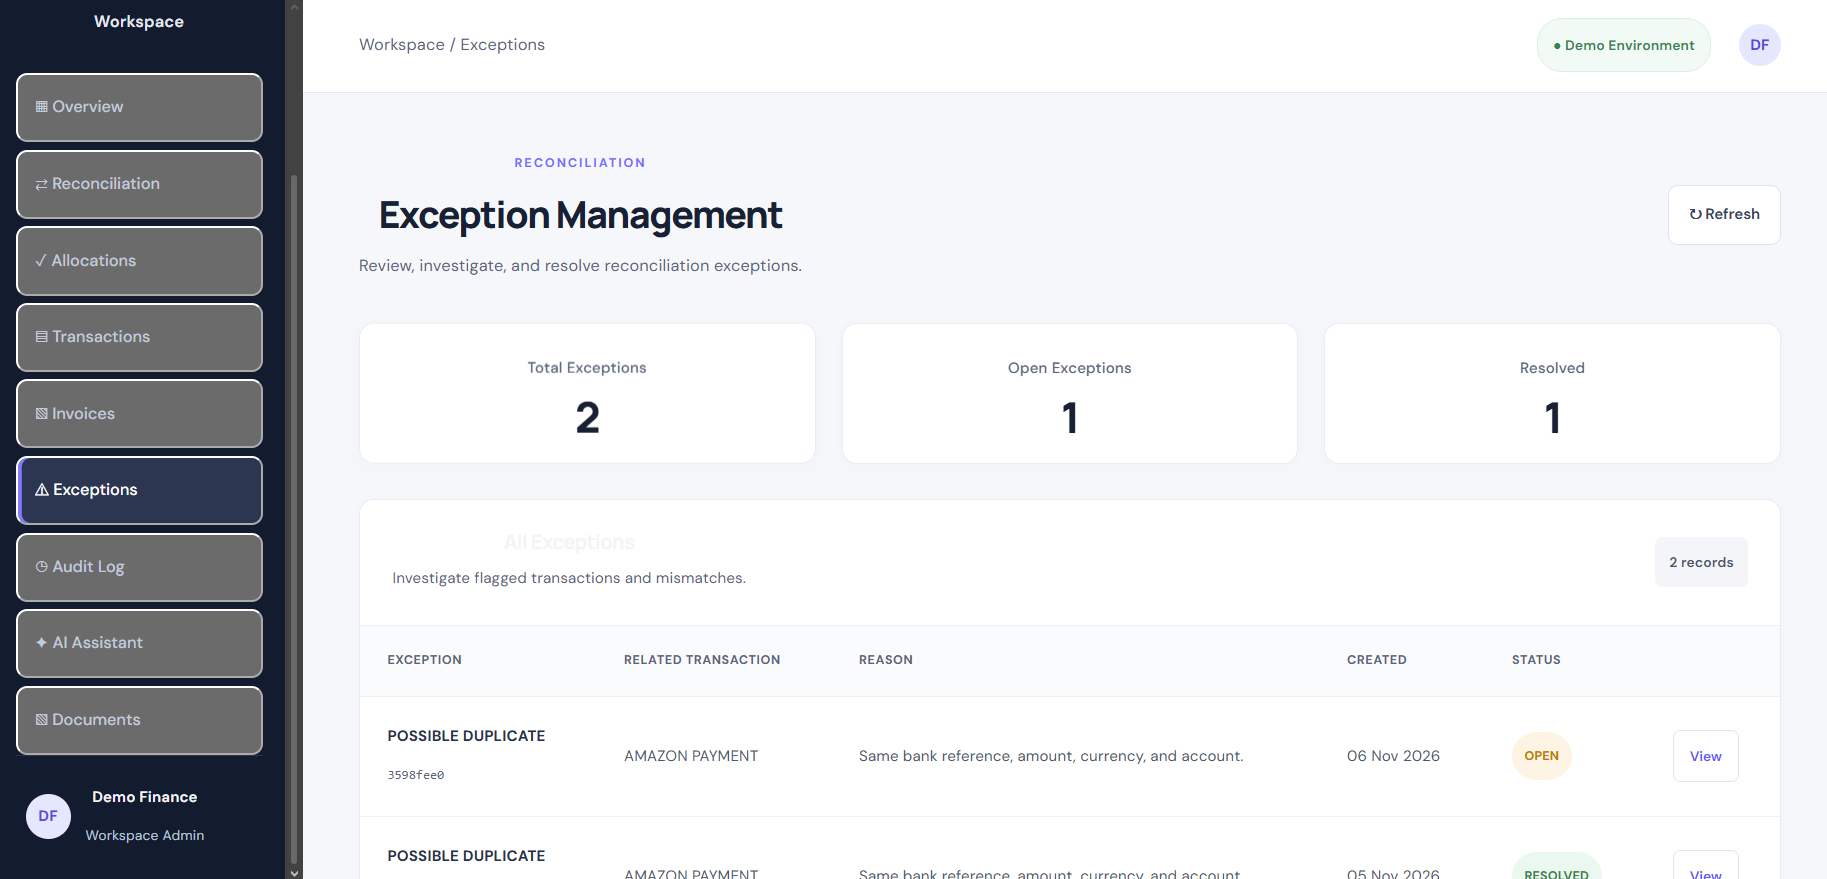 Workspace
▦ Overview
⇄ Reconciliation
✓ Allocations
▤ Transactions
▧ Invoices
⚠ Exceptions
◷ Audit Log
✦ AI Assistant
▧ Documents
DF
Demo Finance
Workspace Admin
Workspace / Exceptions
● Demo Environment
DF
RECONCILIATION
Exception Management
Review, investigate, and resolve reconciliation exceptions.
↻ Refresh
Total Exceptions
2
Open Exceptions
1
Resolved
1
All Exceptions
Investigate flagged transactions and mismatches.
2 records
EXCEPTION RELATED TRANSACTION REASON CREATED STATUS
POSSIBLE DUPLICATE
3598fee0
AMAZON PAYMENT Same bank reference, amount, currency, and account. 06 Nov 2026 OPEN View
POSSIBLE DUPLICATE
AMAZON PAYMENT Same bank reference, amount, currency, and account. 05 Nov 2026 RESOLVED View